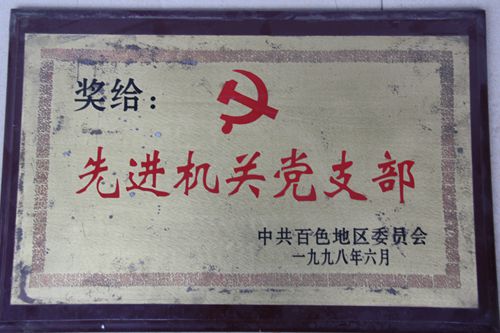 奖给：
先进机关党支部
中共百色地区委员会
一九九八年六月